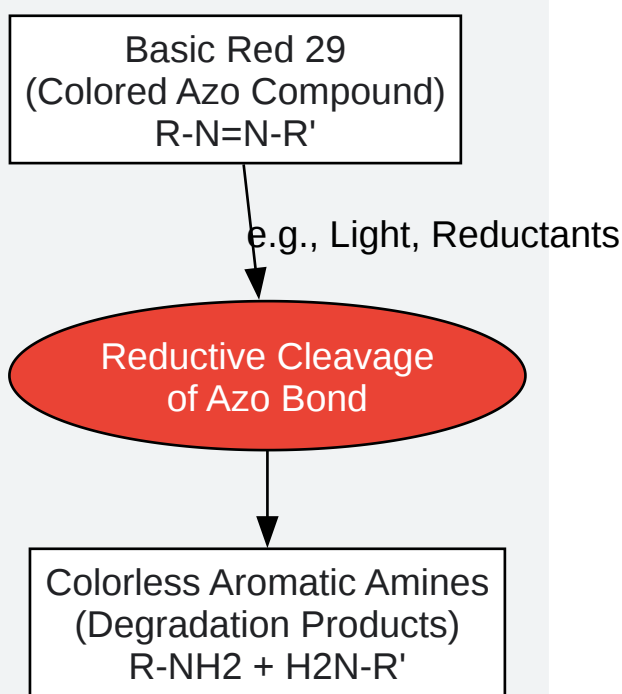 Basic Red 29
(Colored Azo Compound)
R-N=N-R'
e.g., Light, Reductants
Reductive Cleavage
of Azo Bond
Colorless Aromatic Amines
(Degradation Products)
R-NH2 + H2N-R'